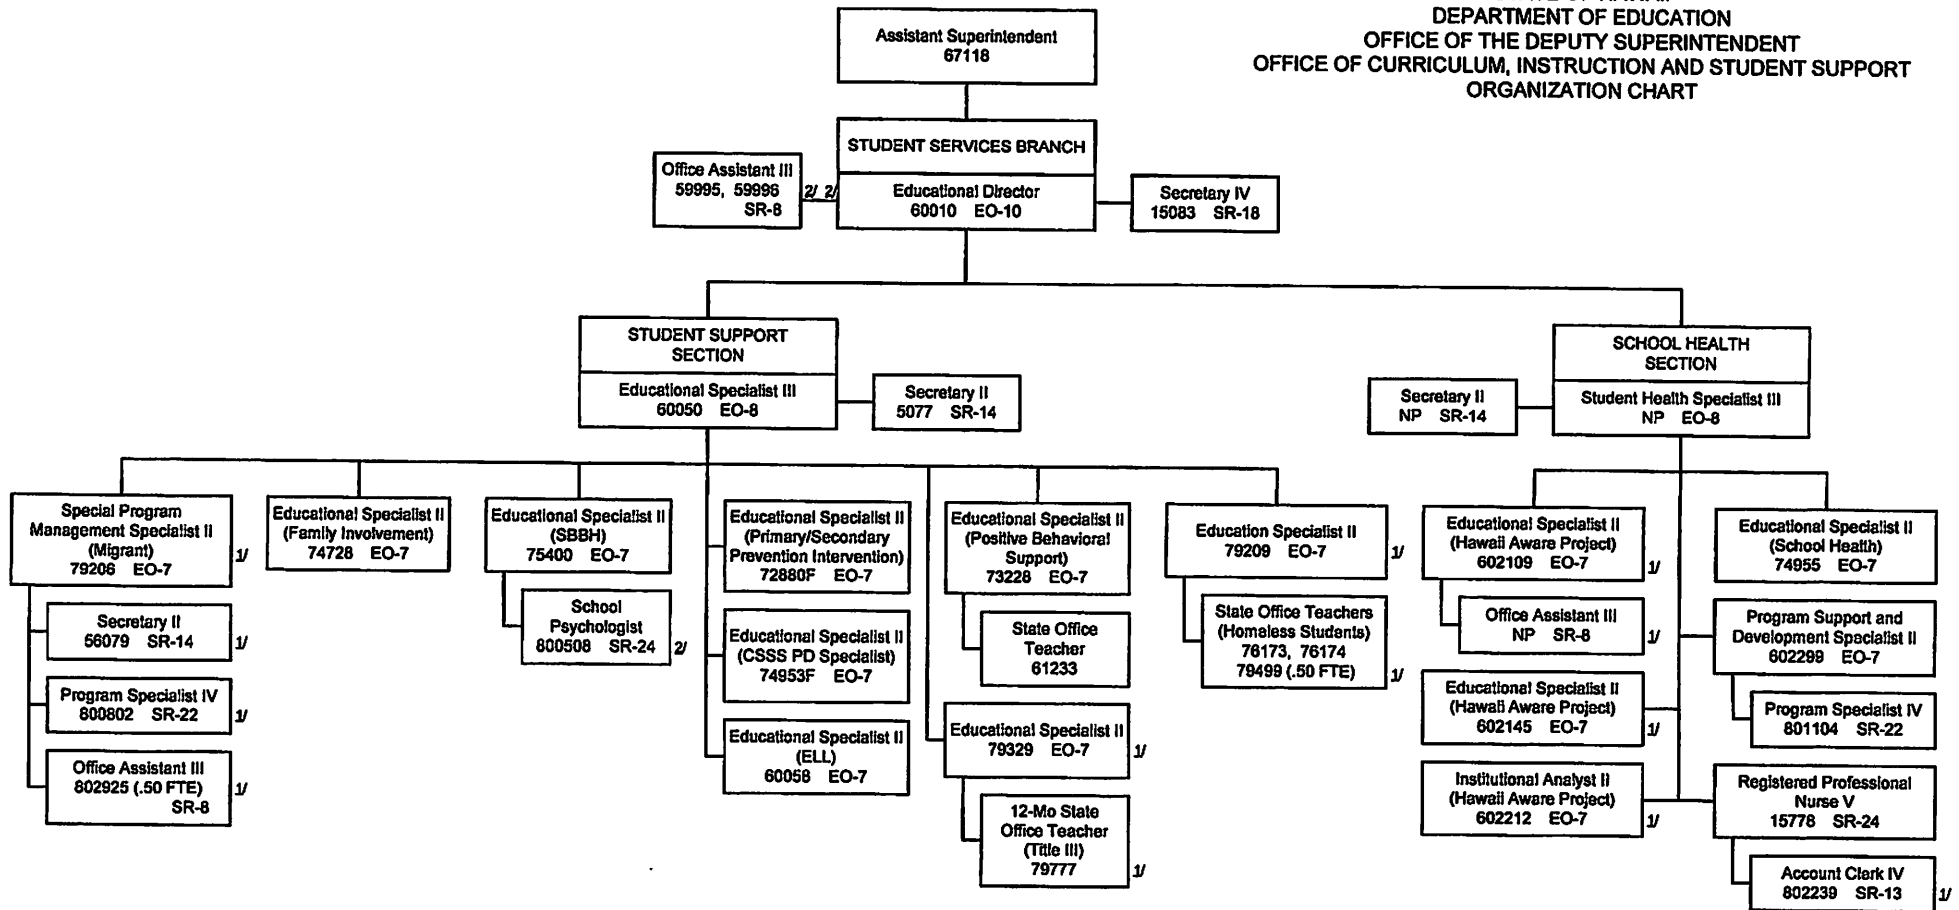 DEPARTMENT OF EDUCATION
OFFICE OF THE DEPUTY SUPERINTENDENT
OFFICE OF CURRICULUM, INSTRUCTION AND STUDENT SUPPORT
ORGANIZATION CHART
Assistant Superintendent
67118
STUDENT SERVICES BRANCH
Educational Director
60010 EO-10
Office Assistant III
59995, 59996
SR-8
2/ 2/
Secretary IV
15083 SR-18
STUDENT SUPPORT
SECTION
Educational Specialist III
60050 EO-8
Secretary II
5077 SR-14
SCHOOL HEALTH
SECTION
Student Health Specialist III
NP EO-8
Secretary II
NP SR-14
Special Program
Management Specialist II
(Migrant)
79206 EO-7
1/
Secretary II
56079 SR-14
1/
Program Specialist IV
800802 SR-22
1/
Office Assistant III
802925 (.50 FTE)
SR-8
1/
Educational Specialist II
(Family Involvement)
74728 EO-7
Educational Specialist II
(SBBH)
75400 EO-7
School
Psychologist
800508 SR-24
2/
Educational Specialist II
(Primary/Secondary
Prevention Intervention)
72880F EO-7
Educational Specialist II
(CSSS PD Specialist)
74953F EO-7
Educational Specialist II
(ELL)
60058 EO-7
Educational Specialist II
(Positive Behavioral
Support)
73228 EO-7
State Office
Teacher
61233
Educational Specialist II
79329 EO-7
1/
12-Mo State
Office Teacher
(Title III)
79777
1/
Education Specialist II
79209 EO-7
1/
State Office Teachers
(Homeless Students)
76173, 76174
79499 (.50 FTE)
1/
Educational Specialist II
(Hawaii Aware Project)
602109 EO-7
1/
Office Assistant III
NP SR-8
1/
Educational Specialist II
(Hawaii Aware Project)
602145 EO-7
1/
Institutional Analyst II
(Hawaii Aware Project)
602212 EO-7
1/
Educational Specialist II
(School Health)
74955 EO-7
Program Support and
Development Specialist II
602299 EO-7
Program Specialist IV
801104 SR-22
Registered Professional
Nurse V
15778 SR-24
Account Clerk IV
802239 SR-13
1/